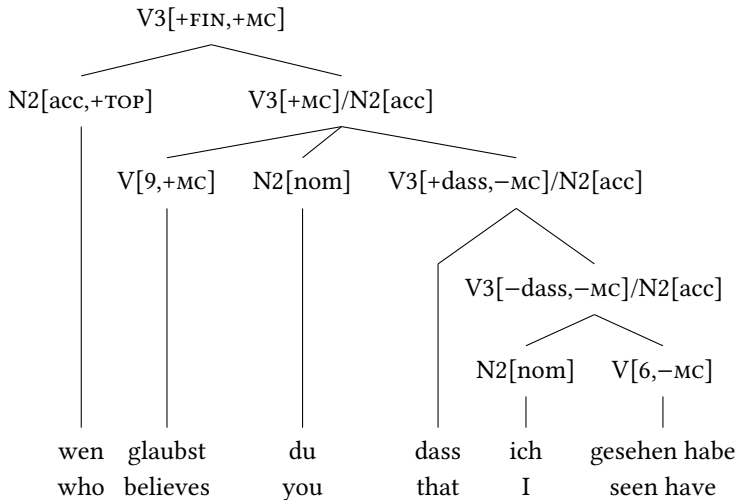 V3[+FIN,+MC]
N2[acc,+TOP] V3[+MC]/N2[acc]
V[9,+MC] N2[nom] V3[+dass,−MC]/N2[acc]
V3[−dass,−MC]/N2[acc]
N2[nom] V[6,−MC]
wen glaubst du dass ich gesehen habe
who believes you that I seen have